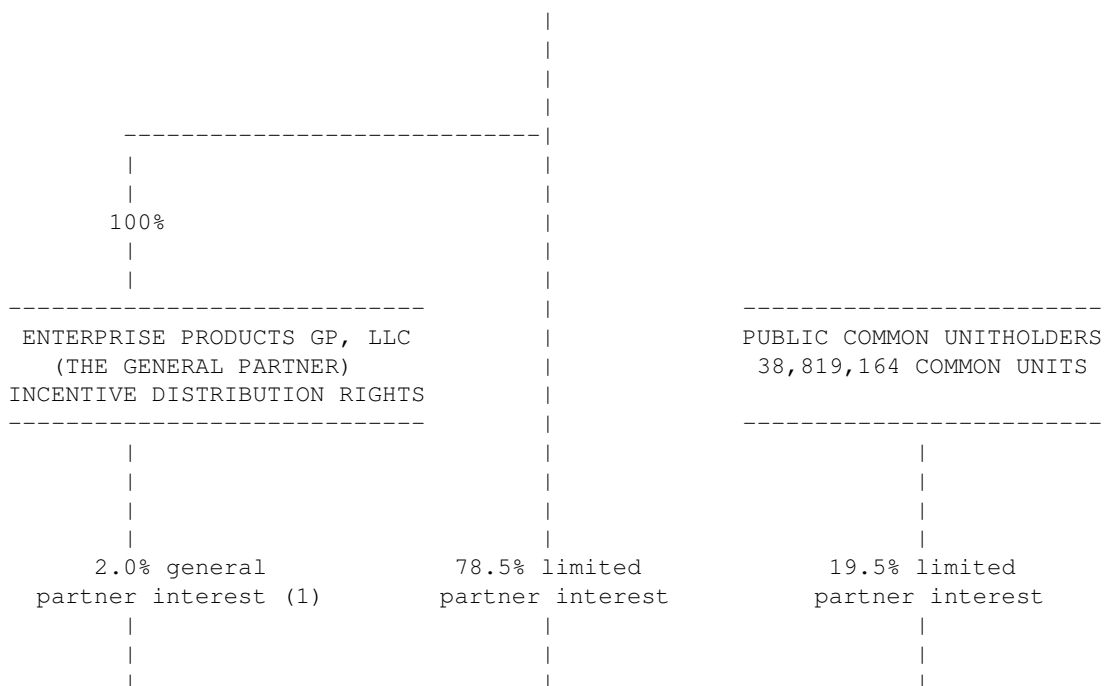 100%
ENTERPRISE PRODUCTS GP, LLC
(THE GENERAL PARTNER)
INCENTIVE DISTRIBUTION RIGHTS
PUBLIC COMMON UNITHOLDERS
38,819,164 COMMON UNITS
2.0% general
partner interest (1)
78.5% limited
partner interest
19.5% limited
partner interest